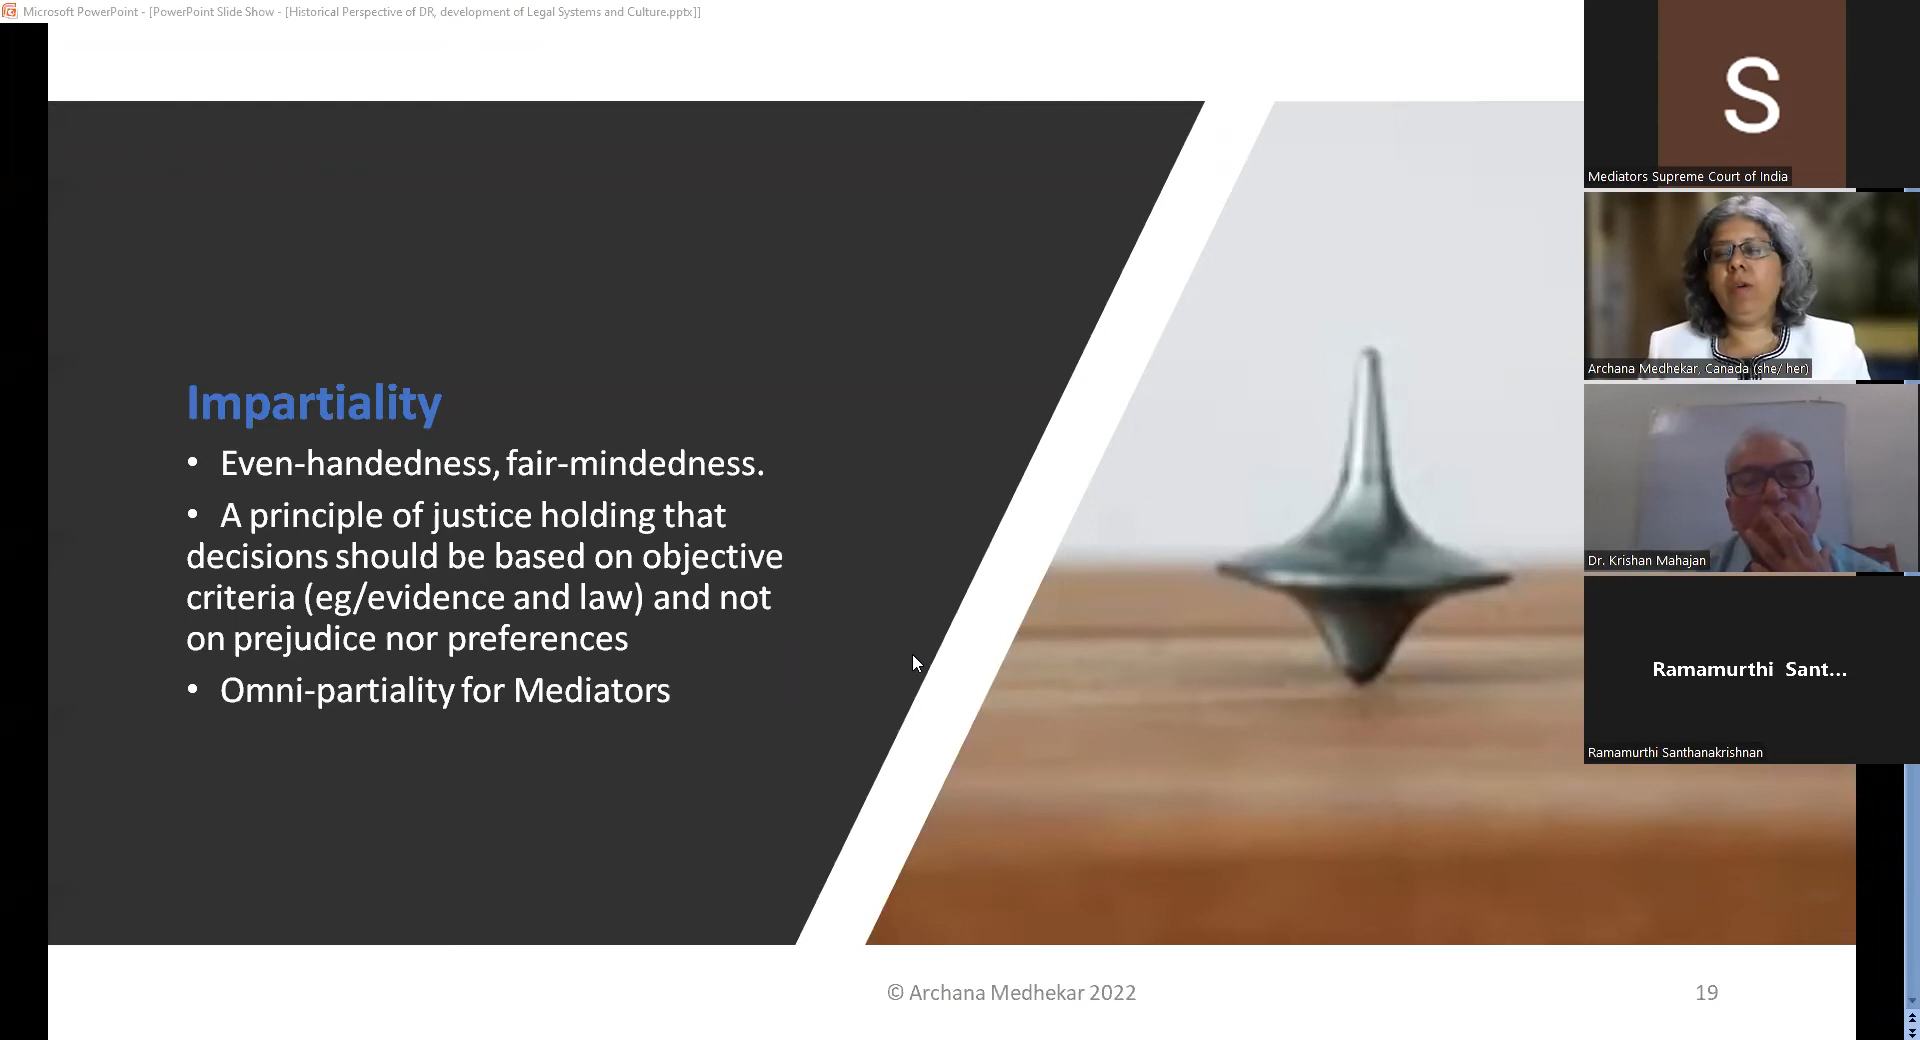 Microsoft PowerPoint - [PowerPoint Slide Show - [Historical Perspective of DR, development of Legal Systems and Culture.pptx]]
Impartiality
• Even-handedness, fair-mindedness.
• A principle of justice holding that
decisions should be based on objective
criteria (eg/evidence and law) and not
on prejudice nor preferences
• Omni-partiality for Mediators
© Archana Medhekar 2022
19
S
Mediators Supreme Court of India
Archana Medhekar, Canada (she/ her)
Dr. Krishan Mahajan
Ramamurthi Sant...
Ramamurthi Santhanakrishnan